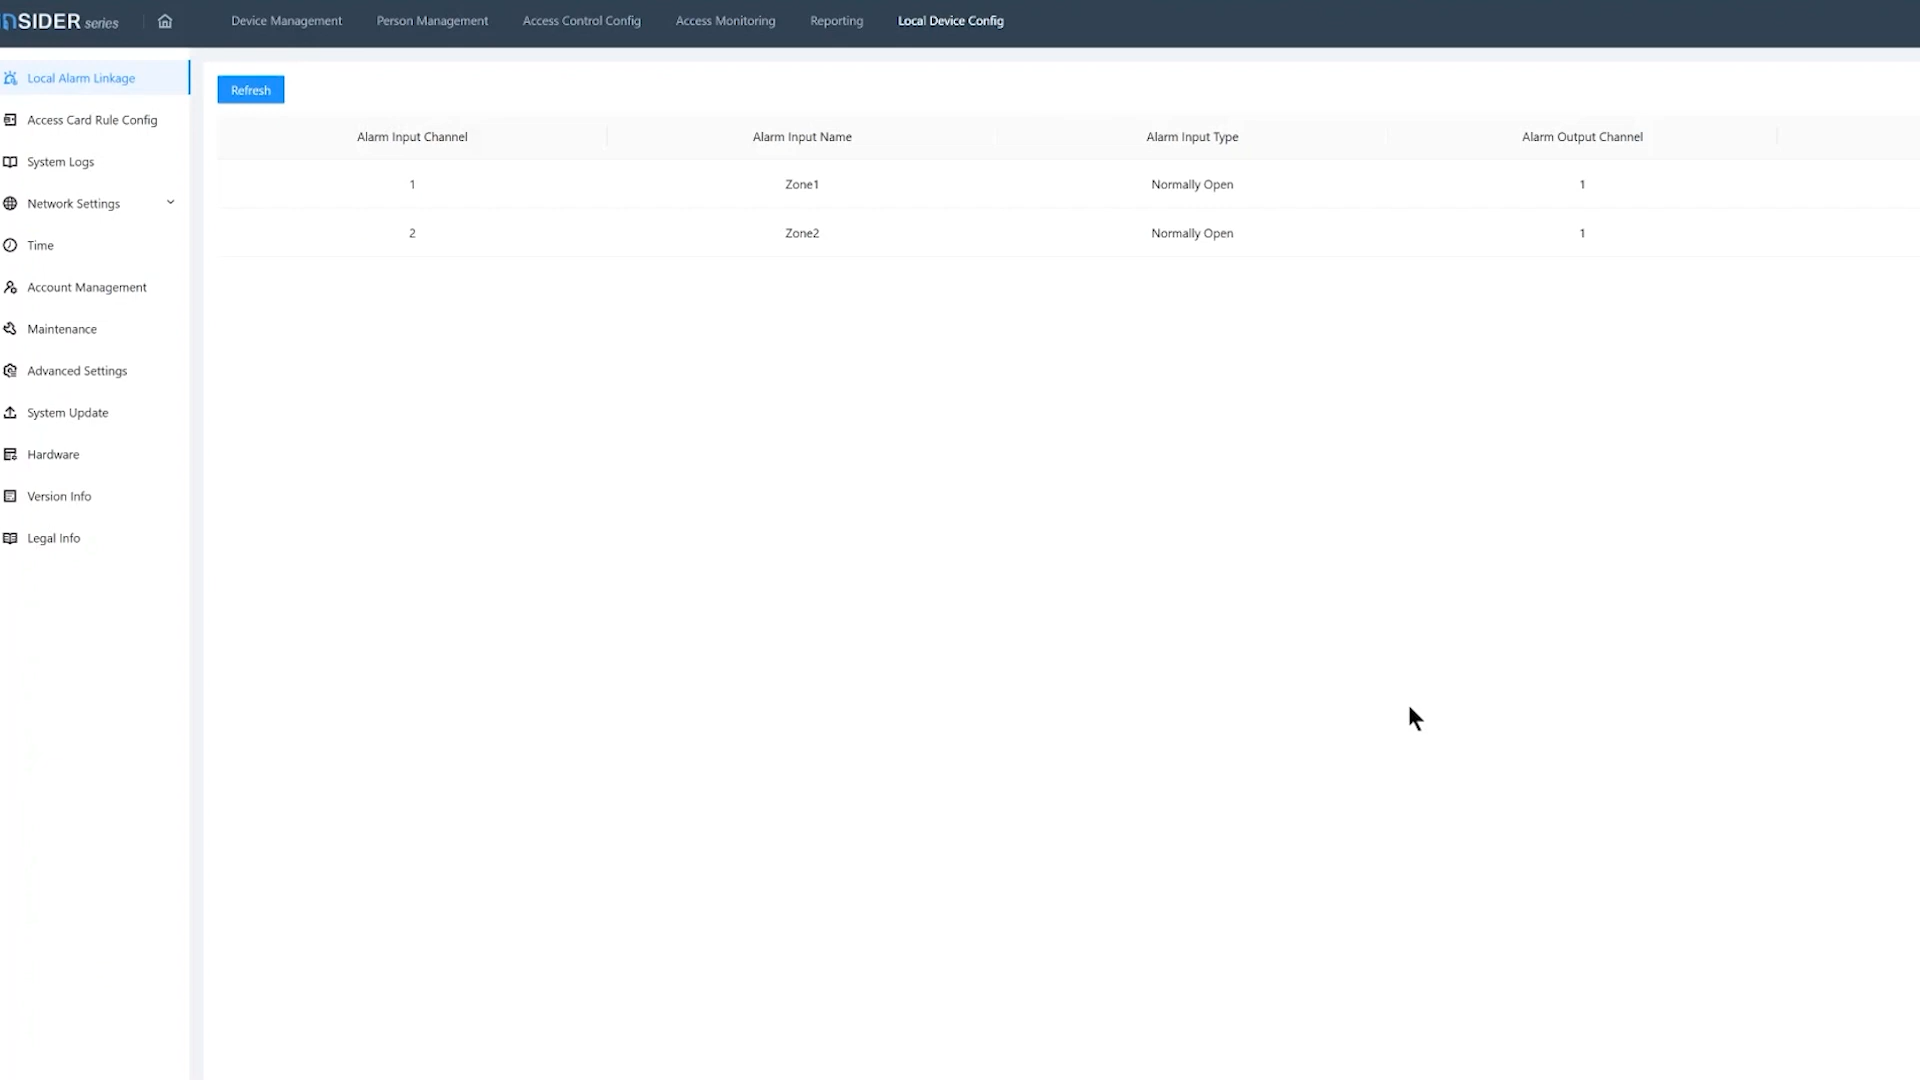 INSIDER series
Device Management Person Management Access Control Config Access Monitoring Reporting Local Device Config
Local Alarm Linkage
Access Card Rule Config
System Logs
Network Settings
Time
Account Management
Maintenance
Advanced Settings
System Update
Hardware
Version Info
Legal Info
Refresh
Alarm Input Channel Alarm Input Name Alarm Input Type Alarm Output Channel
1 Zone1 Normally Open 1
2 Zone2 Normally Open 1